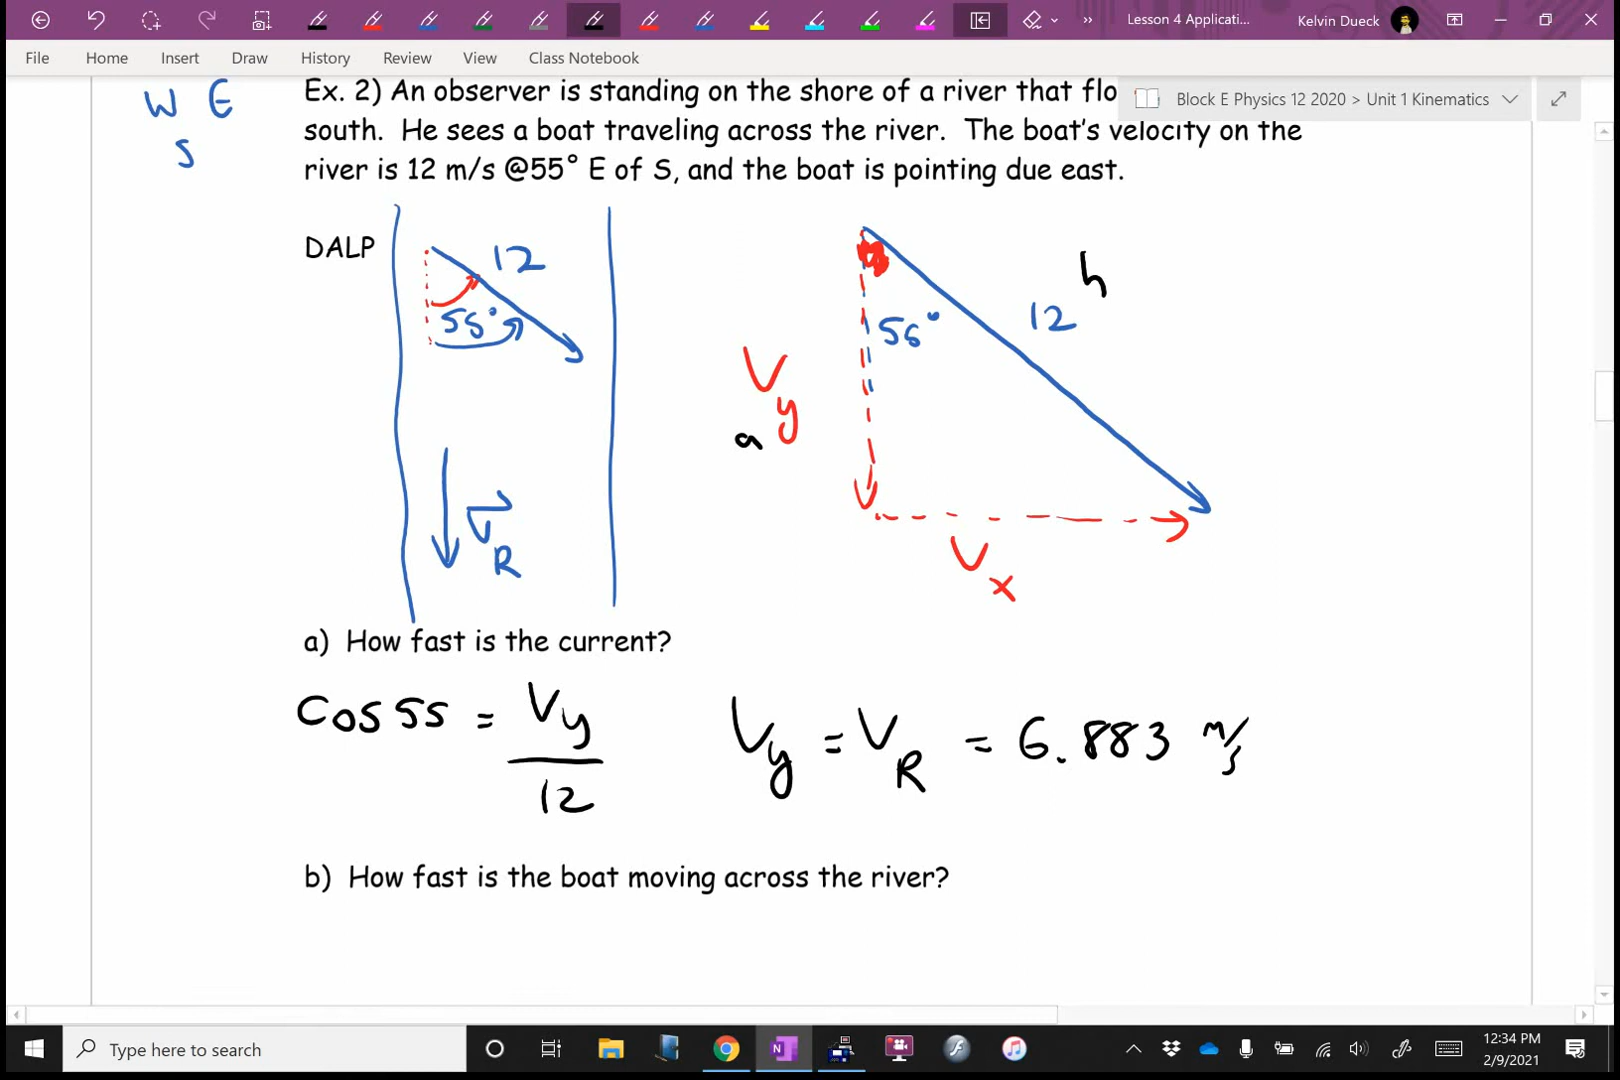 Lesson 4 Applicati...
Kelvin Dueck
File Home Insert Draw History Review View Class Notebook
Block E Physics 12 2020 > Unit 1 Kinematics
W E
S
Ex. 2) An observer is standing on the shore of a river that flo
south. He sees a boat traveling across the river. The boat's velocity on the
river is 12 m/s @55° E of S, and the boat is pointing due east.
DALP
12
55°
V R
h
12
55°
Vy
a
Vx
a) How fast is the current?
Cos 55 = Vy / 12
Vy = VR = 6.883 m/s
b) How fast is the boat moving across the river?
Type here to search
12:34 PM
2/9/2021